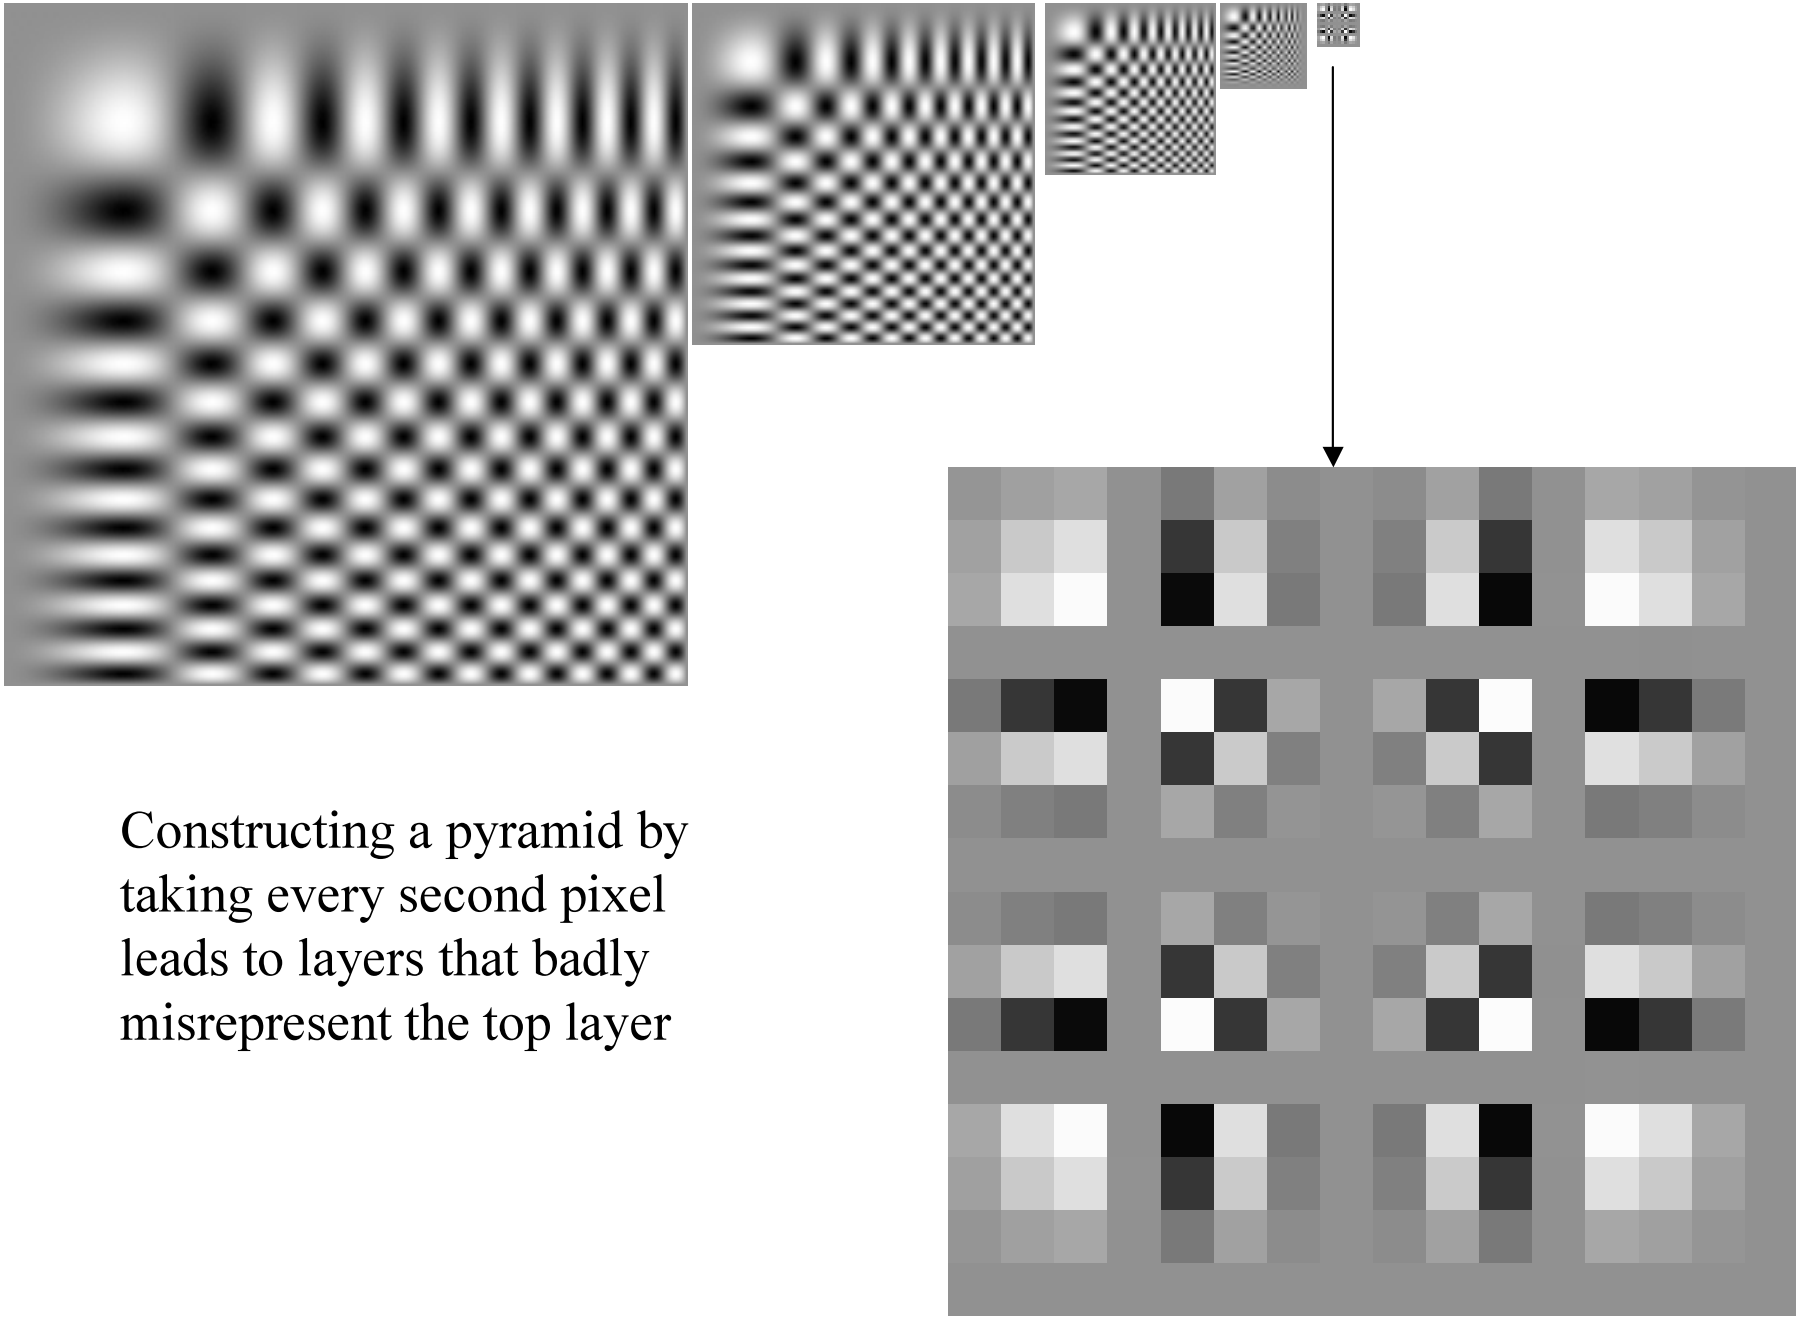 Constructing a pyramid by
taking every second pixel
leads to layers that badly
misrepresent the top layer